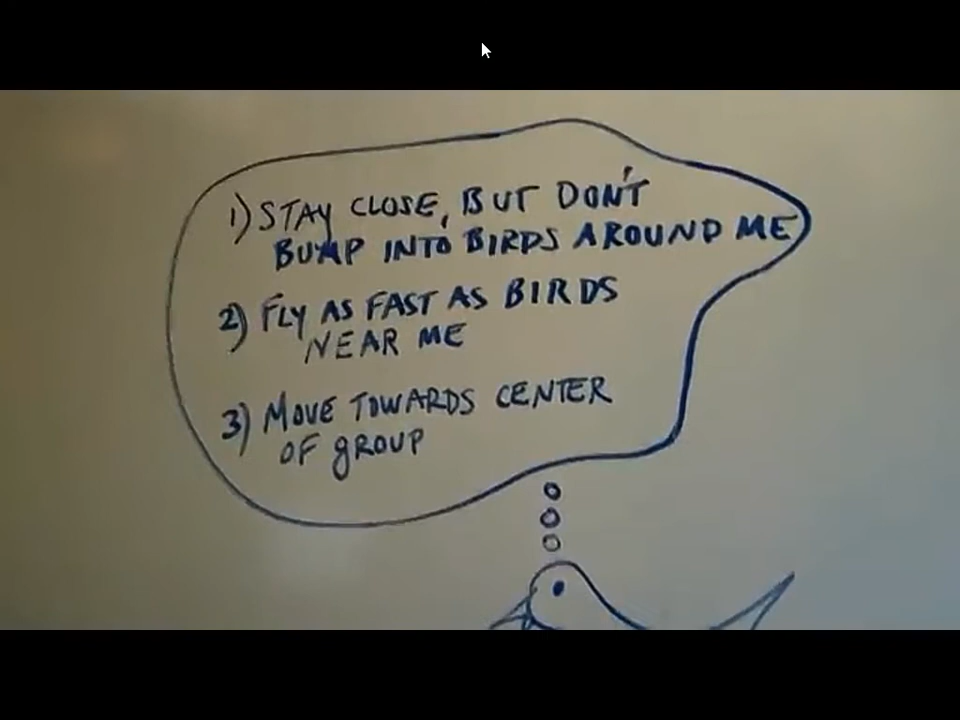 1) STAY CLOSE, BUT DON'T
BUMP INTO BIRDS AROUND ME
2) FLY AS FAST AS BIRDS
NEAR ME
3) MOVE TOWARDS CENTER
OF GROUP